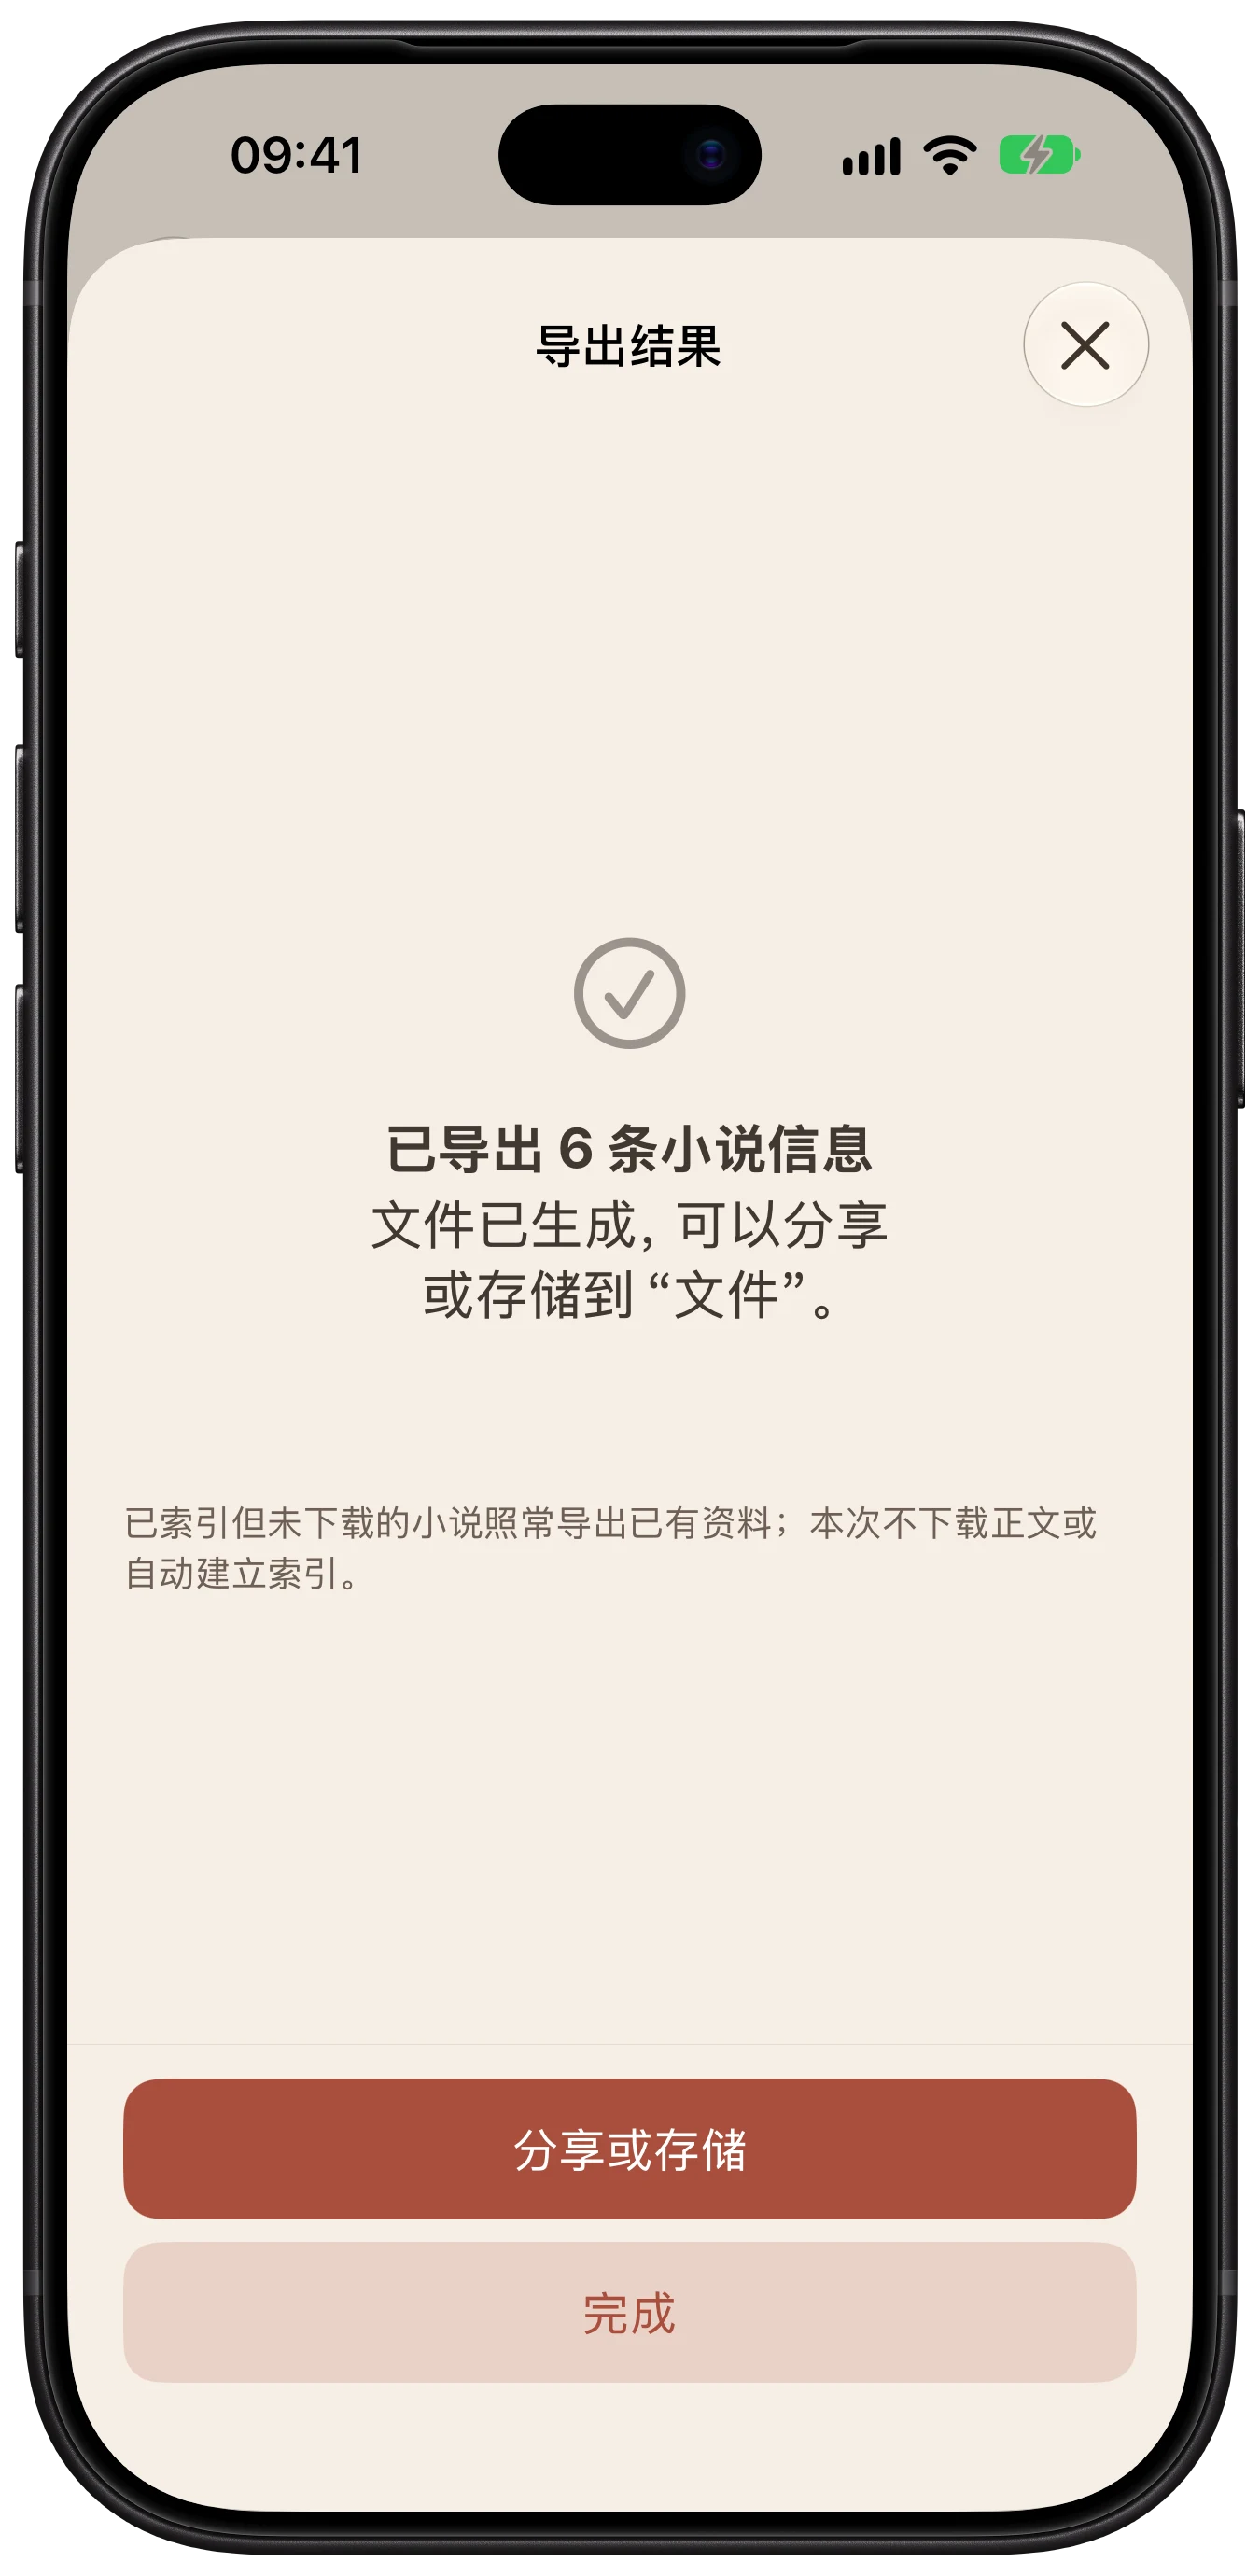 09:41
导出结果
已导出 6 条小说信息
文件已生成，可以分享
或存储到“文件”。
已索引但未下载的小说照常导出已有资料；本次不下载正文或
自动建立索引。
分享或存储
完成